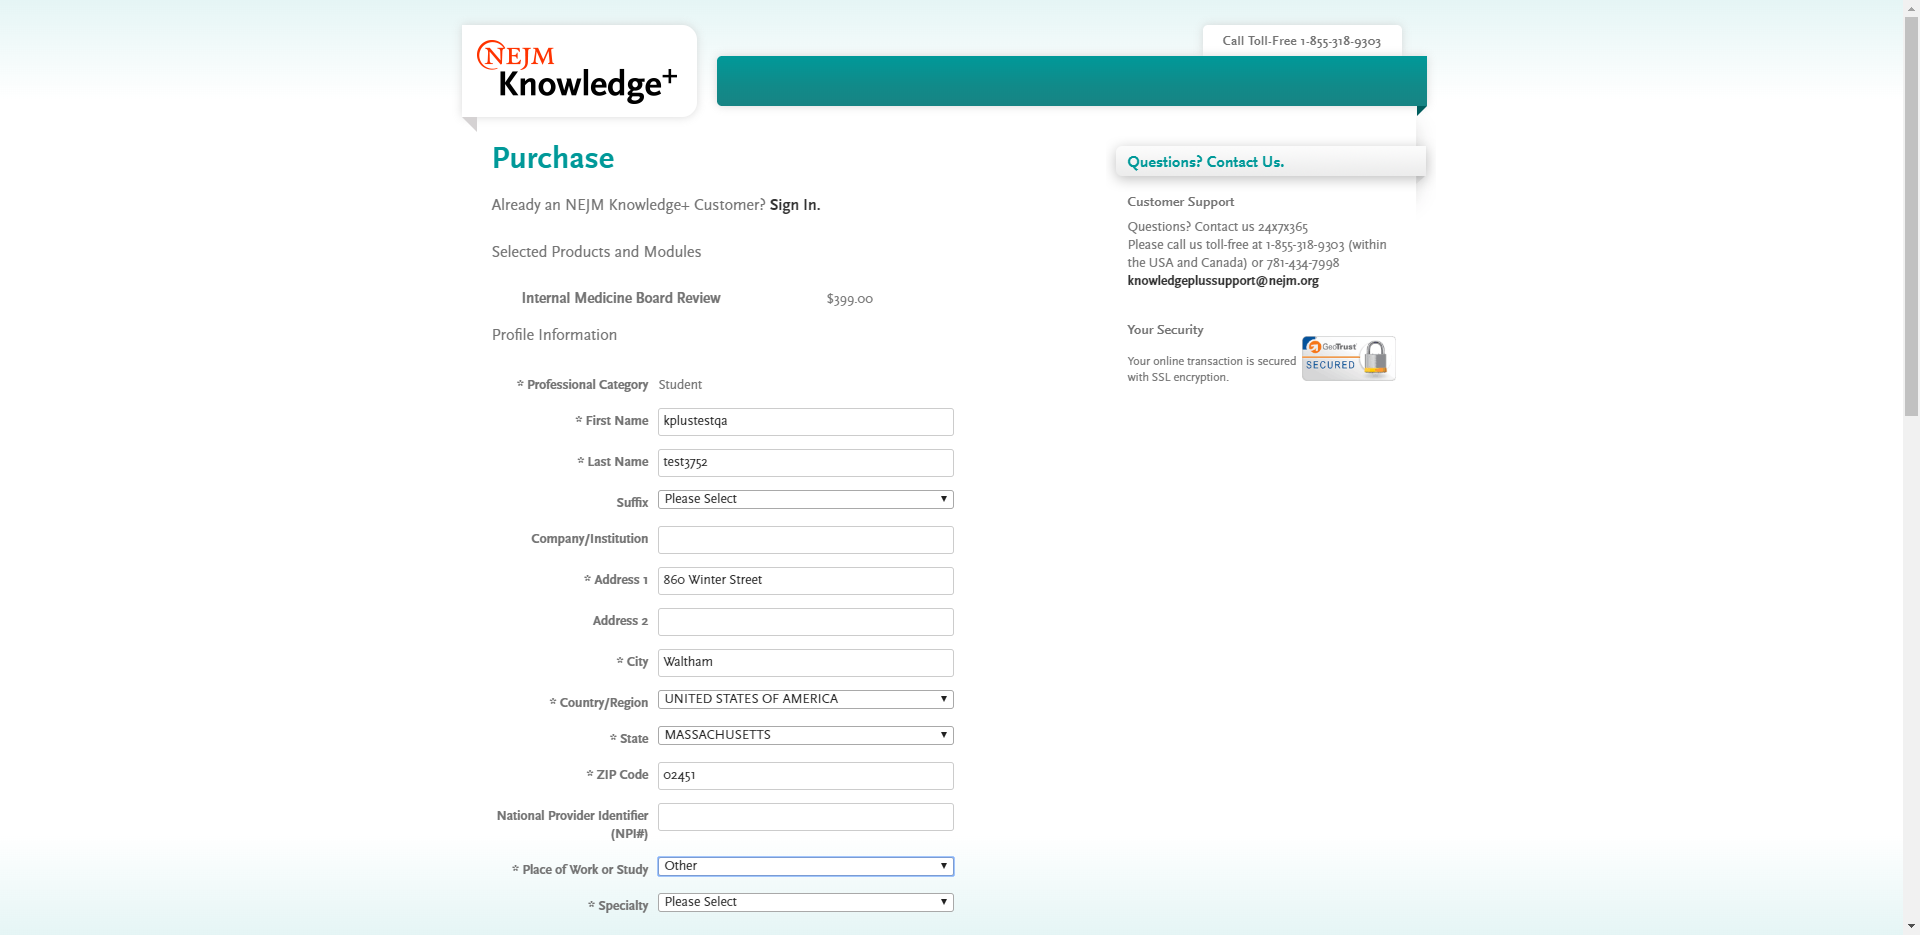 NEJM
Knowledge+
Call Toll-Free 1-855-318-9303
Purchase
Already an NEJM Knowledge+ Customer? Sign In.
Selected Products and Modules
Internal Medicine Board Review $399.00
Profile Information
* Professional Category Student
* First Name kplustestqa
* Last Name test3752
Suffix Please Select
Company/Institution
* Address 1 860 Winter Street
Address 2
* City Waltham
* Country/Region UNITED STATES OF AMERICA
* State MASSACHUSETTS
* ZIP Code 02451
National Provider Identifier
(NPI#)
* Place of Work or Study Other
* Specialty Please Select
Questions? Contact Us.
Customer Support
Questions? Contact us 24x7x365
Please call us toll-free at 1-855-318-9303 (within
the USA and Canada) or 781-434-7998
knowledgeplussupport@nejm.org
Your Security
Your online transaction is secured
with SSL encryption.
GeoTrust
SECURED